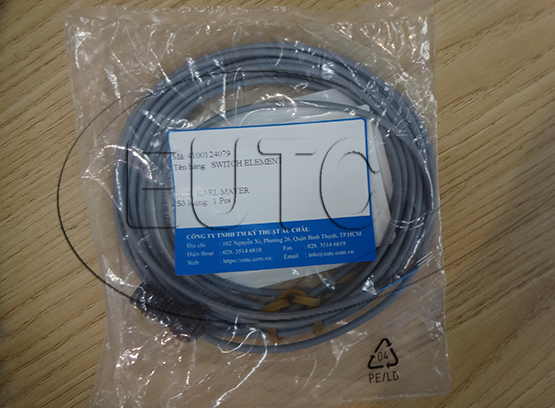 EUTC
Mã: 4100124079
Tên hàng: SWITCH ELEMENT
KARL MAYER
Số lượng: 1 Pcs
CÔNG TY TNHH TM KỸ THUẬT ÂU CHÂU
Địa chỉ : 102 Nguyễn Xí, Phường 26, Quận Bình Thạnh, TP.HCM
Điện thoại : 028. 3514 6818 Fax : 028. 3514 6819
Web : https://eutc.com.vn/ Email : info@eutc.com.vn
04
PE/LD